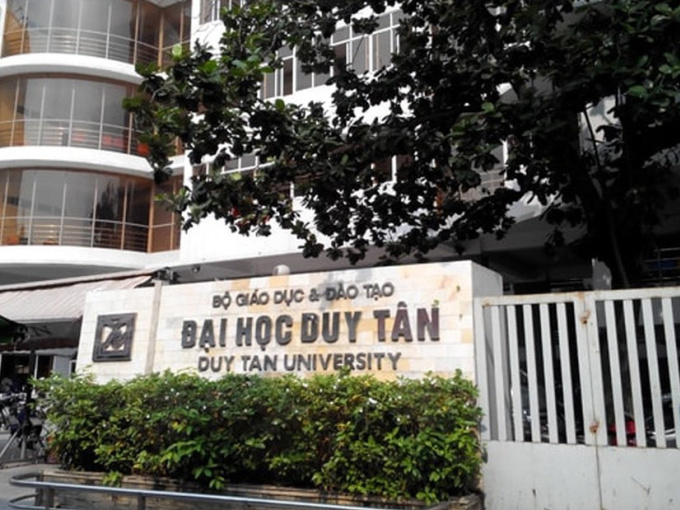 BỘ GIÁO DỤC & ĐÀO TẠO
ĐẠI HỌC DUY TÂN
DUY TAN UNIVERSITY